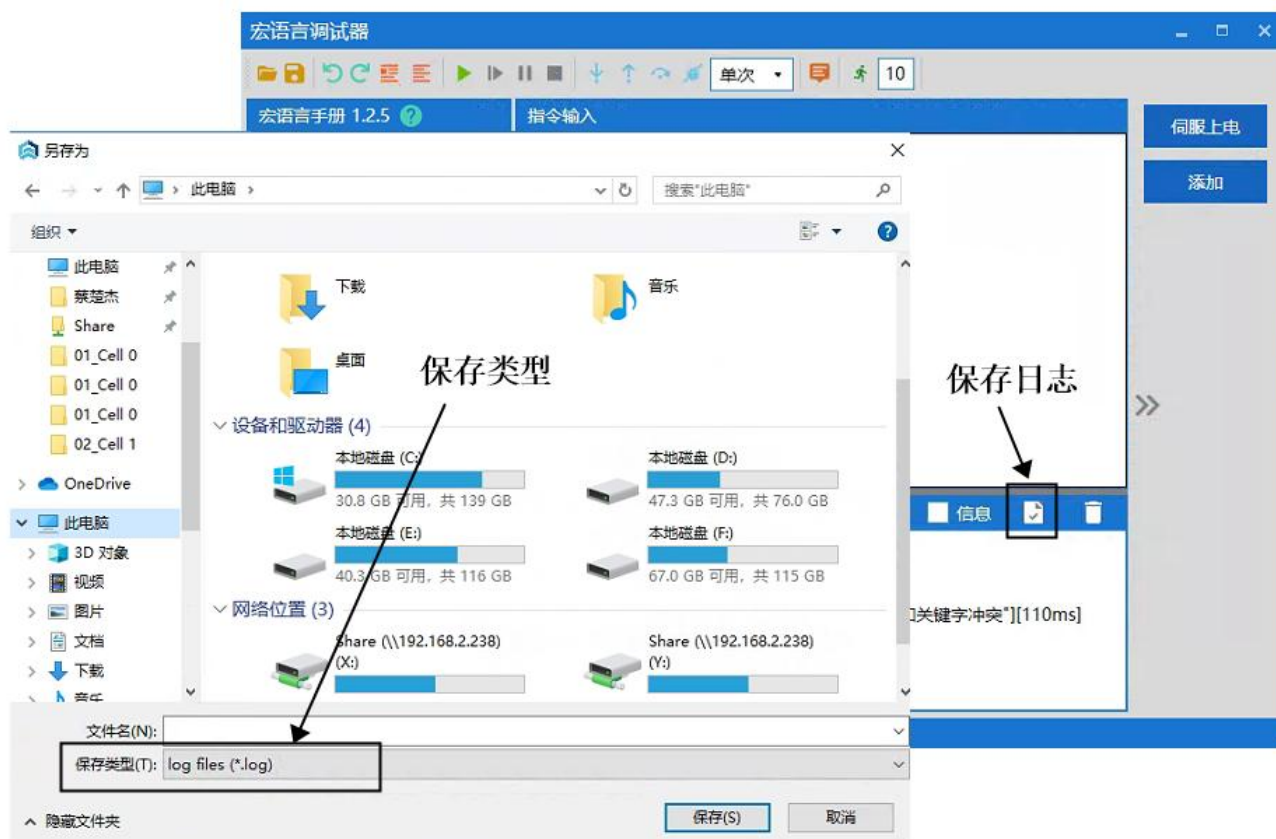 宏语言调试器
单次
10
宏语言手册 1.2.5
指令输入
伺服上电
添加
另存为
此电脑
搜索"此电脑"
组织
此电脑
蔡楚杰
Share
01_Cell 0
01_Cell 0
01_Cell 0
02_Cell 1
OneDrive
此电脑
3D 对象
视频
图片
文档
下载
音乐
下载
音乐
桌面
保存类型
保存日志
设备和驱动器 (4)
本地磁盘 (C:)
30.8 GB 可用，共 139 GB
本地磁盘 (D:)
47.3 GB 可用，共 76.0 GB
本地磁盘 (E:)
40.3 GB 可用，共 116 GB
本地磁盘 (F:)
67.0 GB 可用，共 115 GB
网络位置 (3)
Share (\\192.168.2.238)
(X:)
Share (\\192.168.2.238)
(Y:)
信息
关键字冲突"][110ms]
文件名(N):
保存类型(T): log files (*.log)
隐藏文件夹
保存(S)
取消